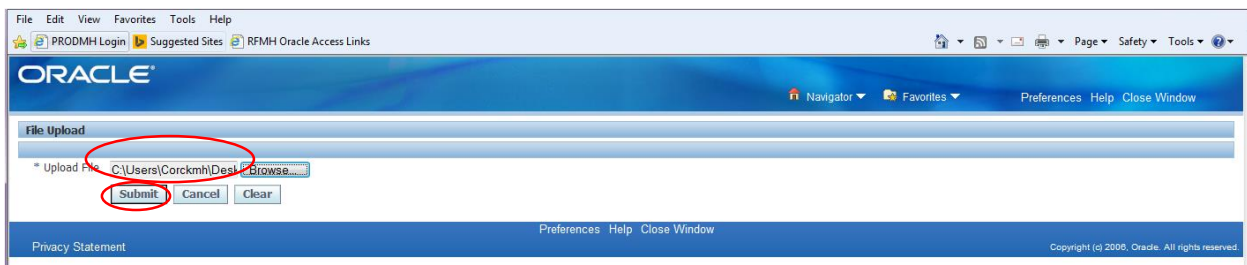 File Edit View Favorites Tools Help
PRODMH Login Suggested Sites RFMH Oracle Access Links Page Safety Tools
ORACLE
Navigator Favorites Preferences Help Close Window
File Upload
* Upload File C:\Users\Corckmh\Desk Browse...
Submit Cancel Clear
Preferences Help Close Window
Privacy Statement Copyright (c) 2006, Oracle. All rights reserved.